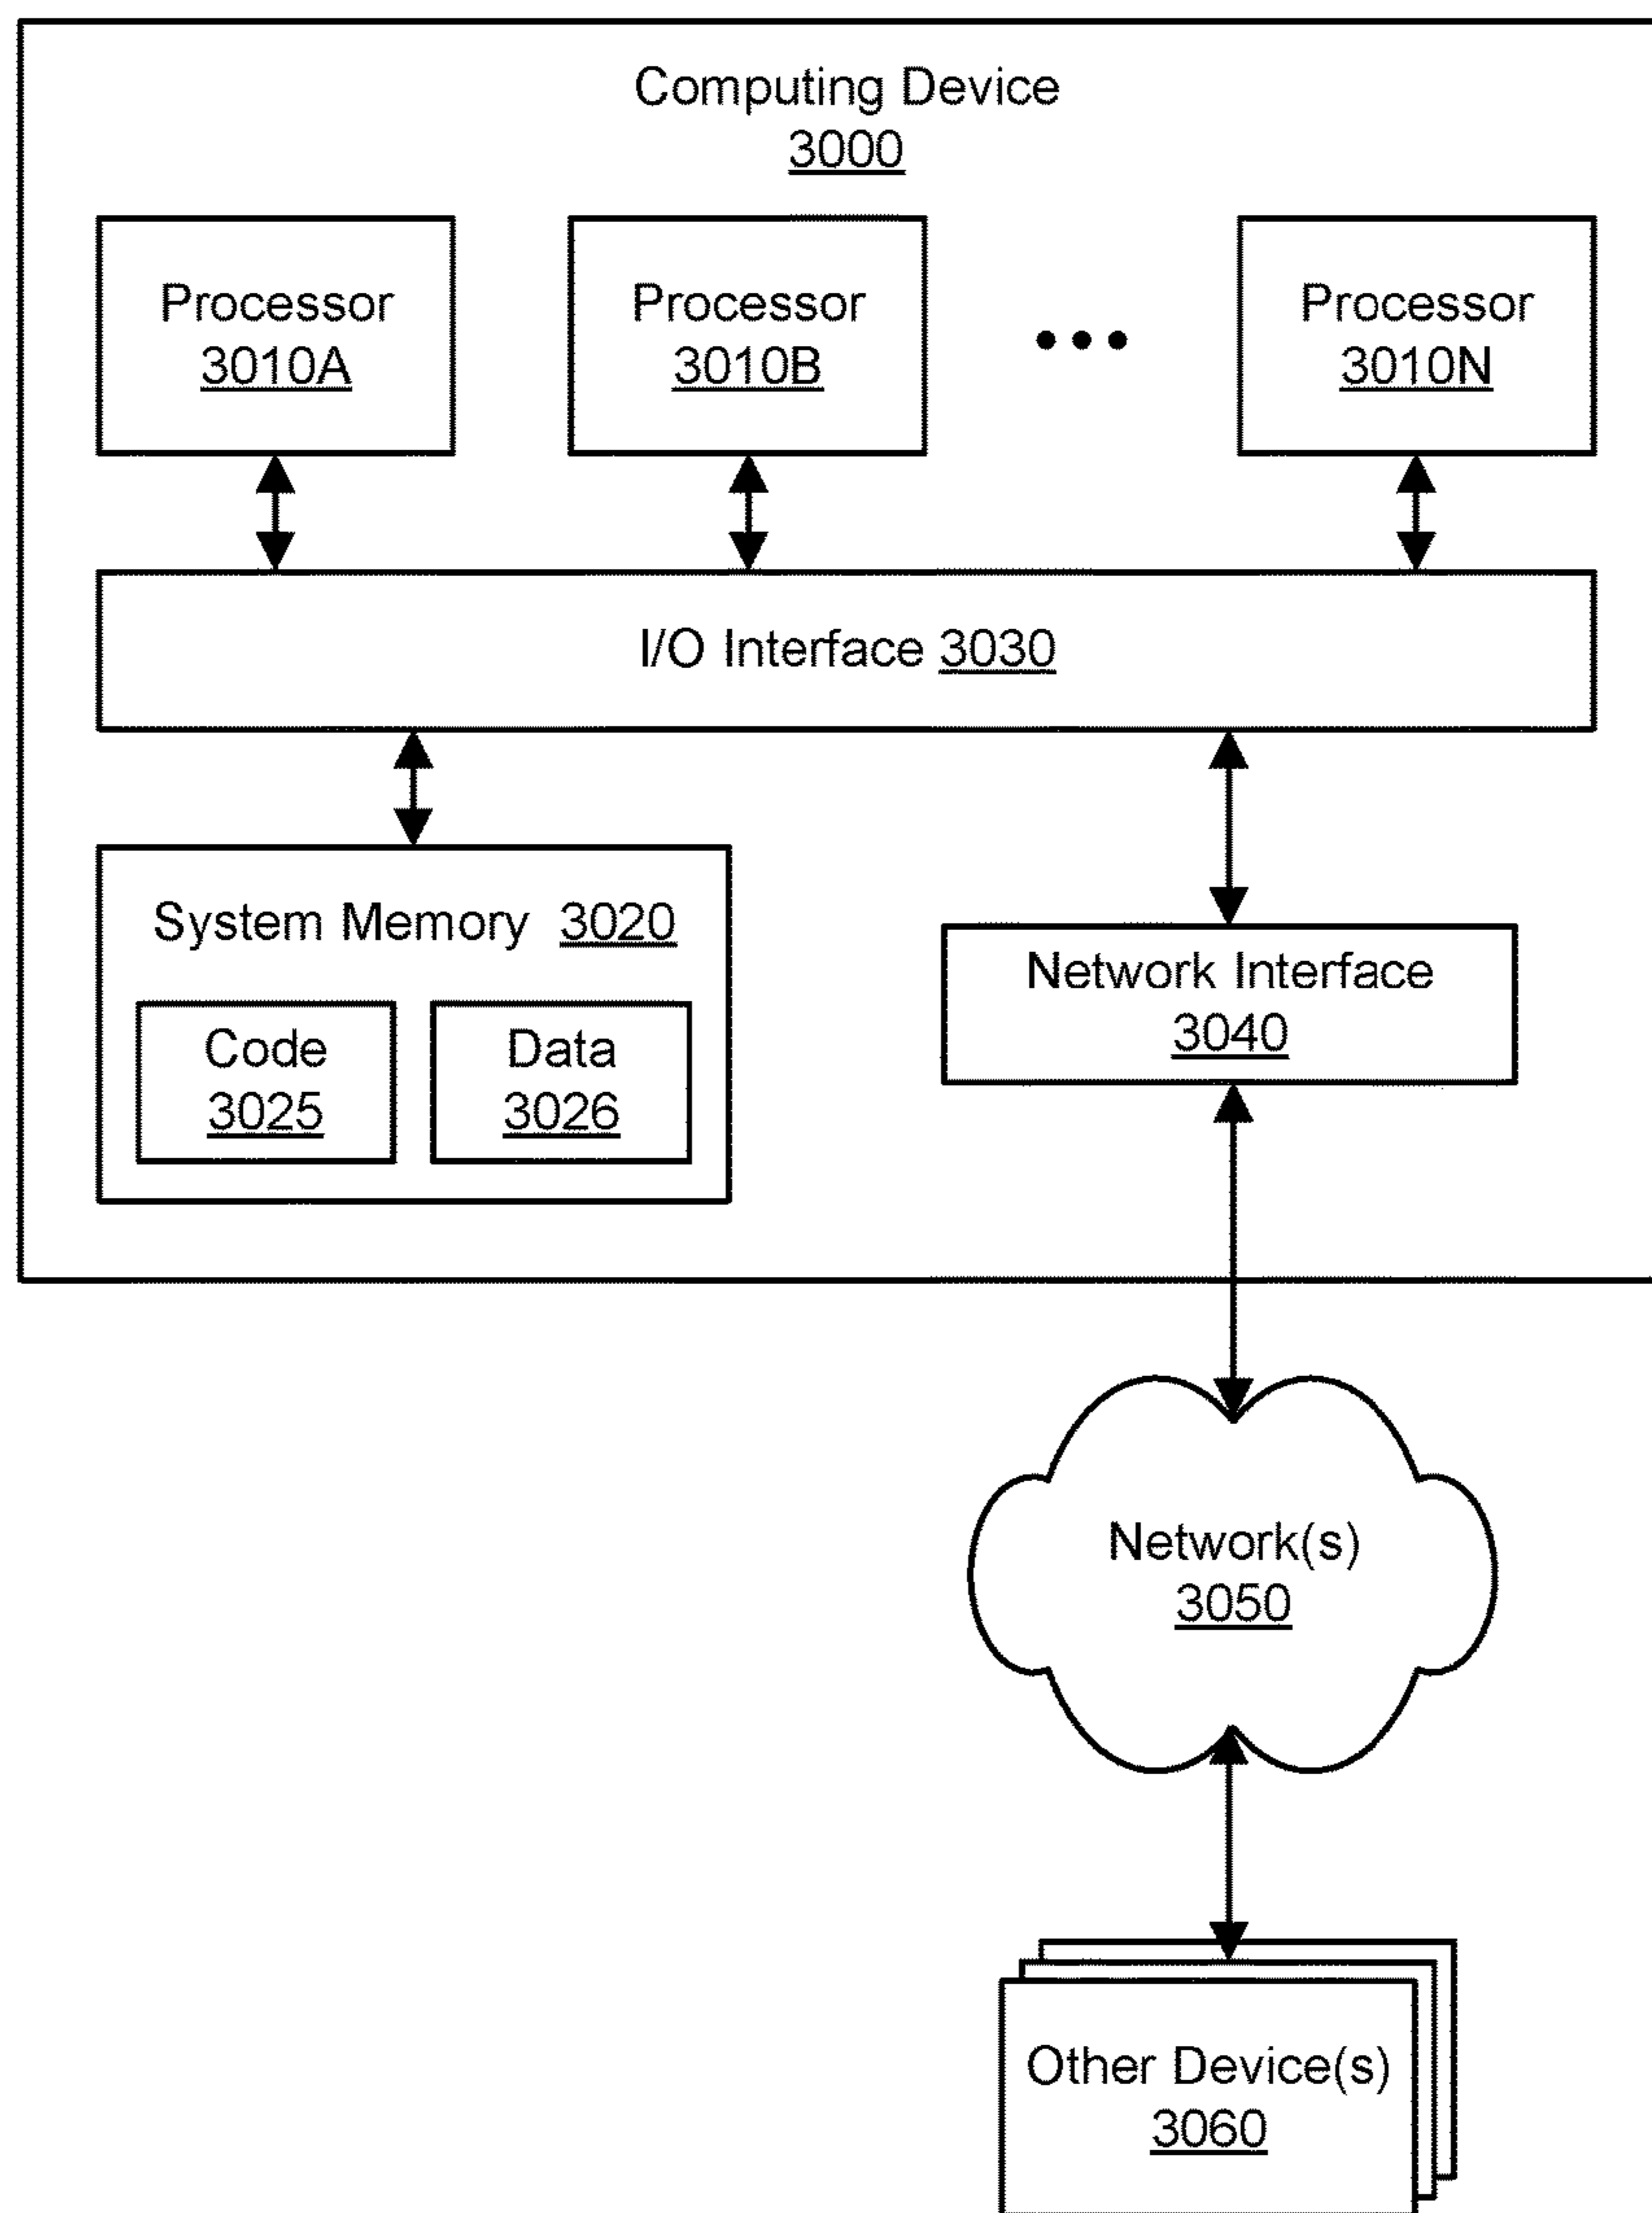 Computing Device
3000
Processor
3010A
Processor
3010B
Processor
3010N
I/O Interface 3030
System Memory 3020
Code
3025
Data
3026
Network Interface
3040
Network(s)
3050
Other Device(s)
3060